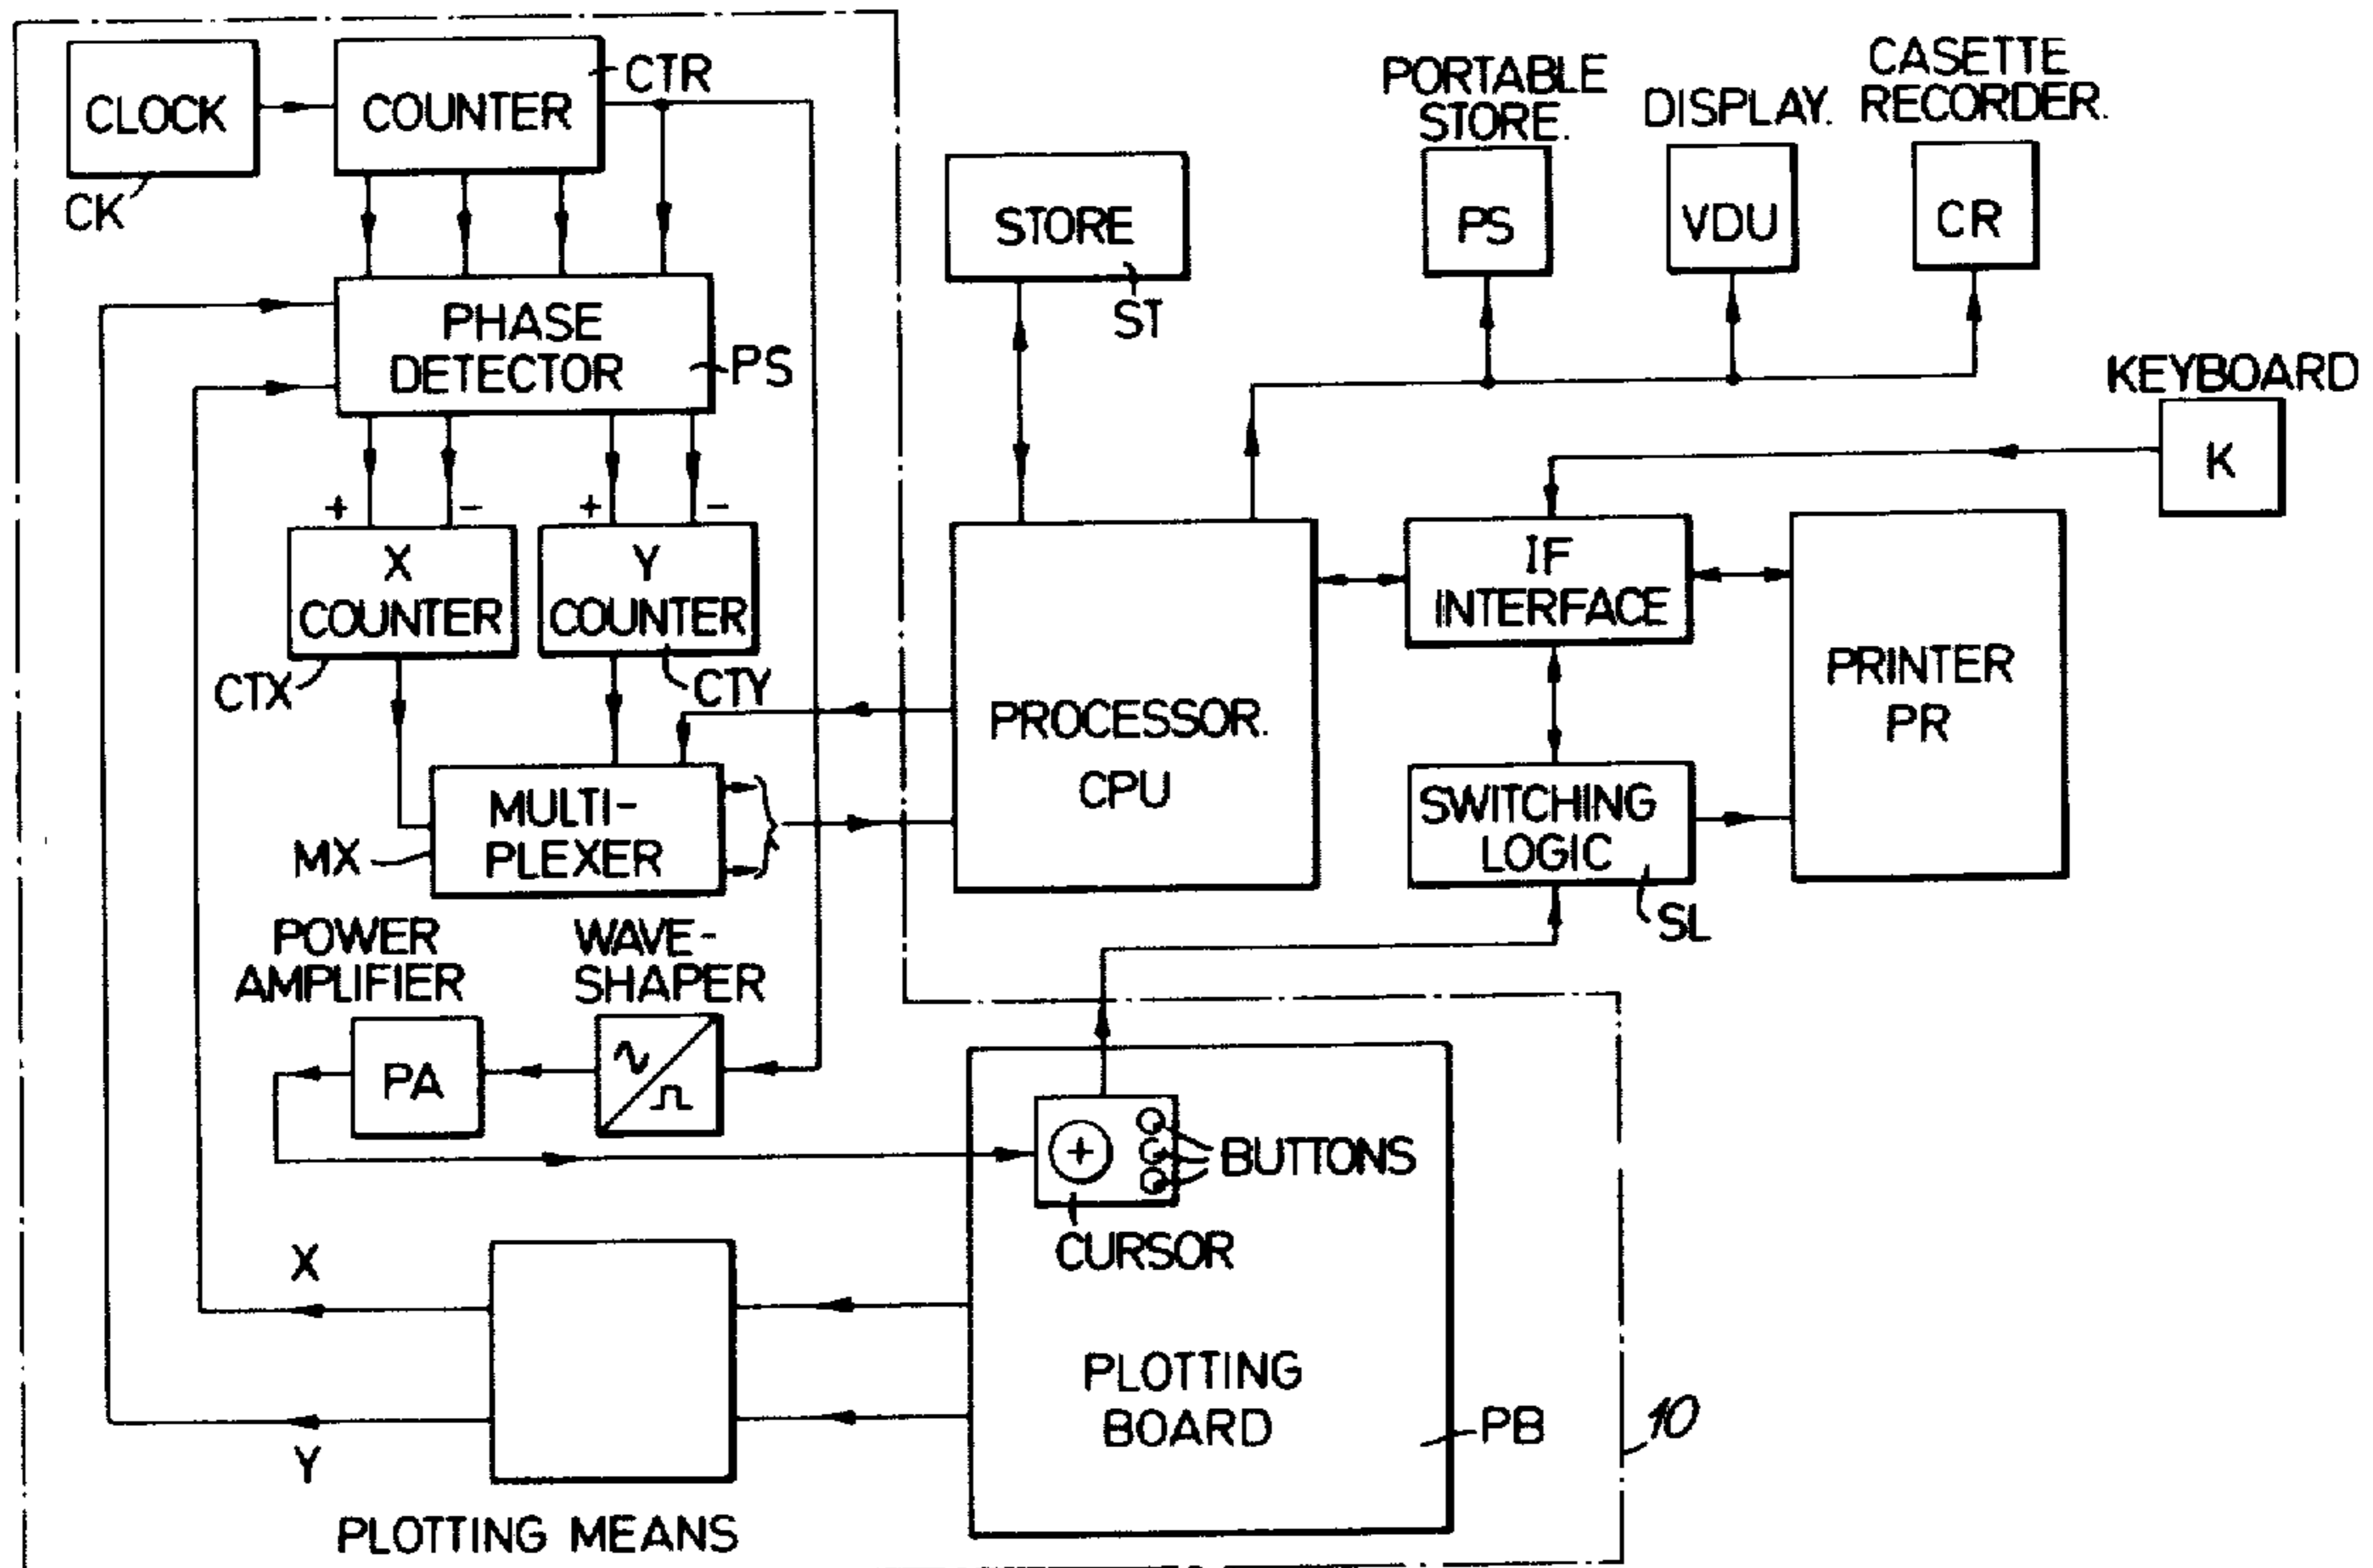 CLOCK
CK
COUNTER
CTR
PHASE
DETECTOR
PS
+ - + -
X
COUNTER
CTX
Y
COUNTER
CTY
MULTI-
PLEXER
MX
POWER
AMPLIFIER
PA
WAVE-
SHAPER
X
Y
PLOTTING MEANS
STORE
ST
PROCESSOR.
CPU
PORTABLE
STORE.
PS
DISPLAY.
VDU
CASETTE
RECORDER.
CR
KEYBOARD
K
IF
INTERFACE
PRINTER
PR
SWITCHING
LOGIC
SL
+
BUTTONS
CURSOR
PLOTTING
BOARD
PB
10